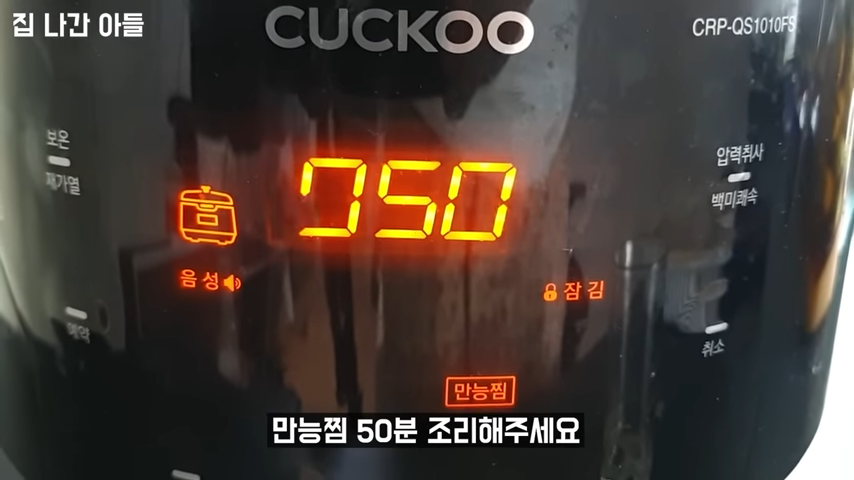 집 나간 아들
CUCKOO
CRP-QS1010FS
보온
재가열
압력취사
백미쾌속
050
음성
잠김
예약
취소
만능찜
만능찜 50분 조리해주세요